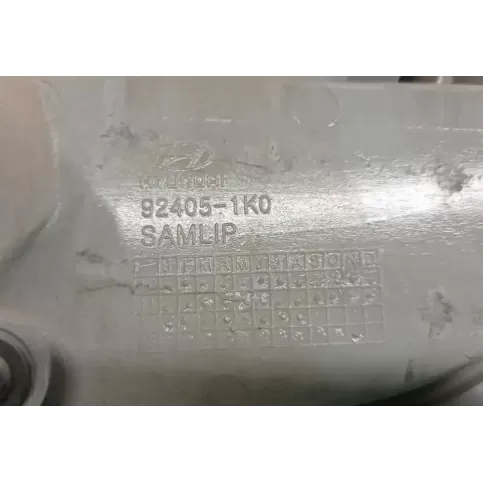 HYUNDAI
92405-1K0
SAMLIP
J F M A M J J A S O N D